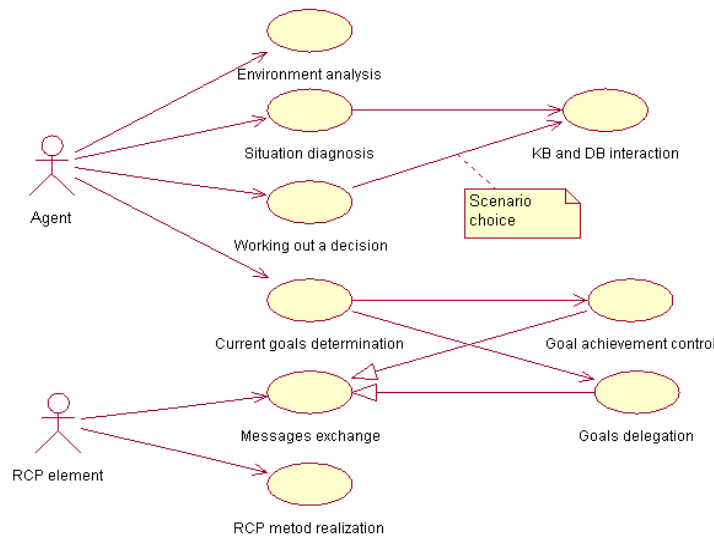 Environment analysis
Situation diagnosis
KB and DB interaction
Agent
Scenario
choice
Working out a decision
Current goals determination
Goal achievement control
Messages exchange
Goals delegation
RCP element
RCP metod realization